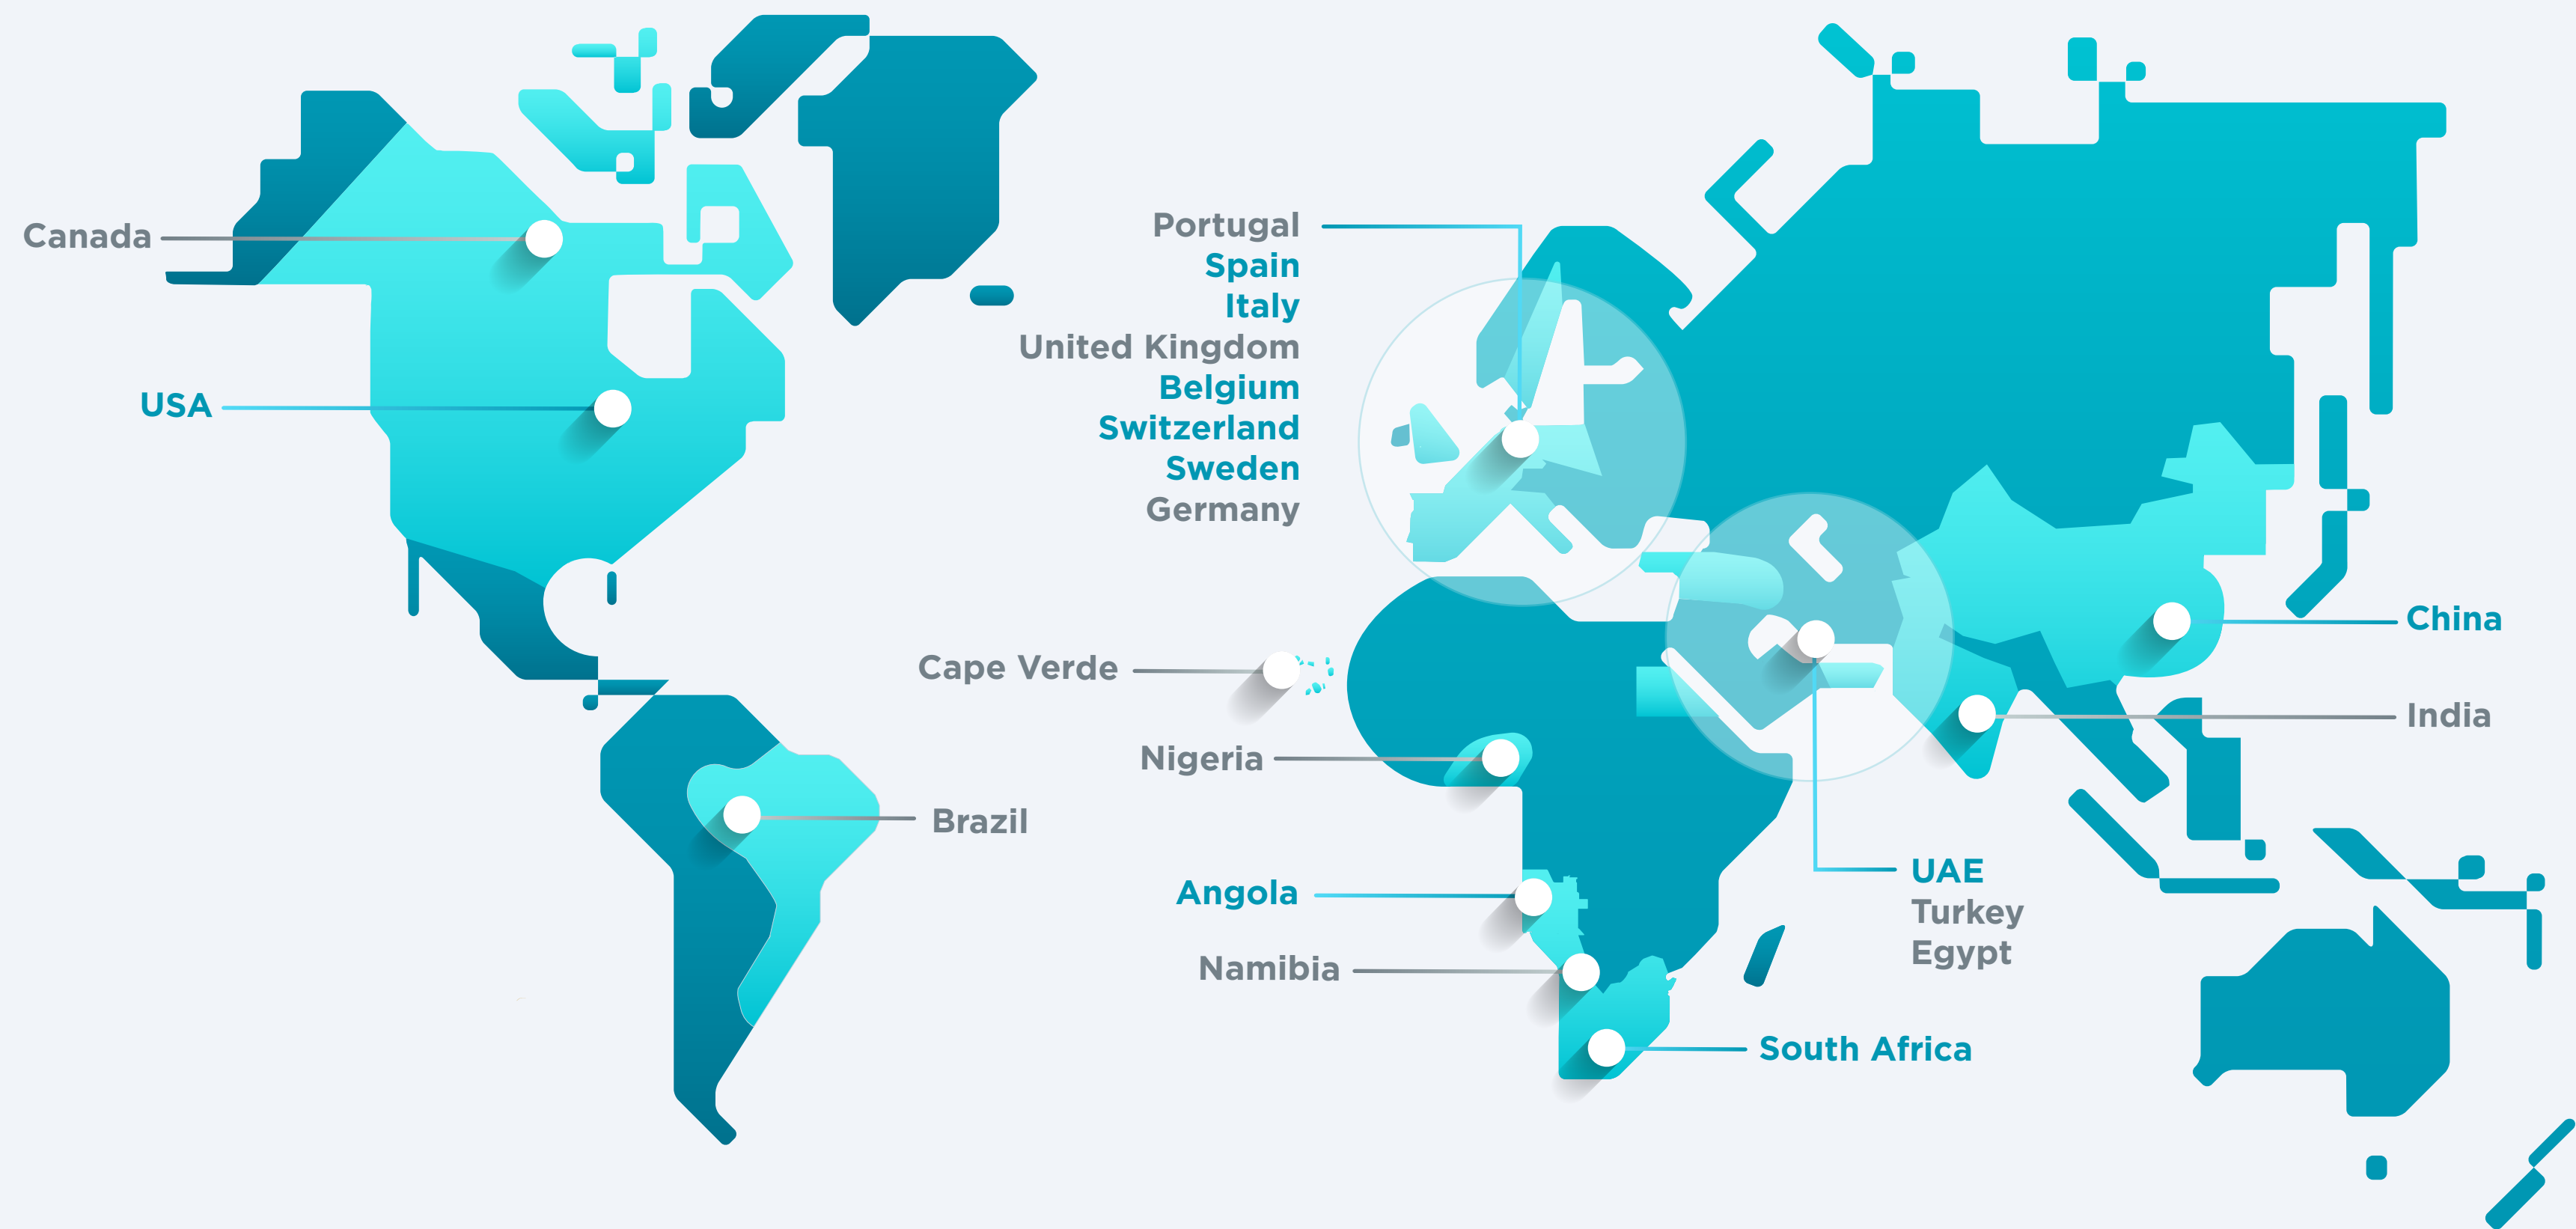 Canada
USA
Portugal
Spain
Italy
United Kingdom
Belgium
Switzerland
Sweden
Germany
Cape Verde
Nigeria
Brazil
Angola
Namibia
South Africa
UAE
Turkey
Egypt
China
India